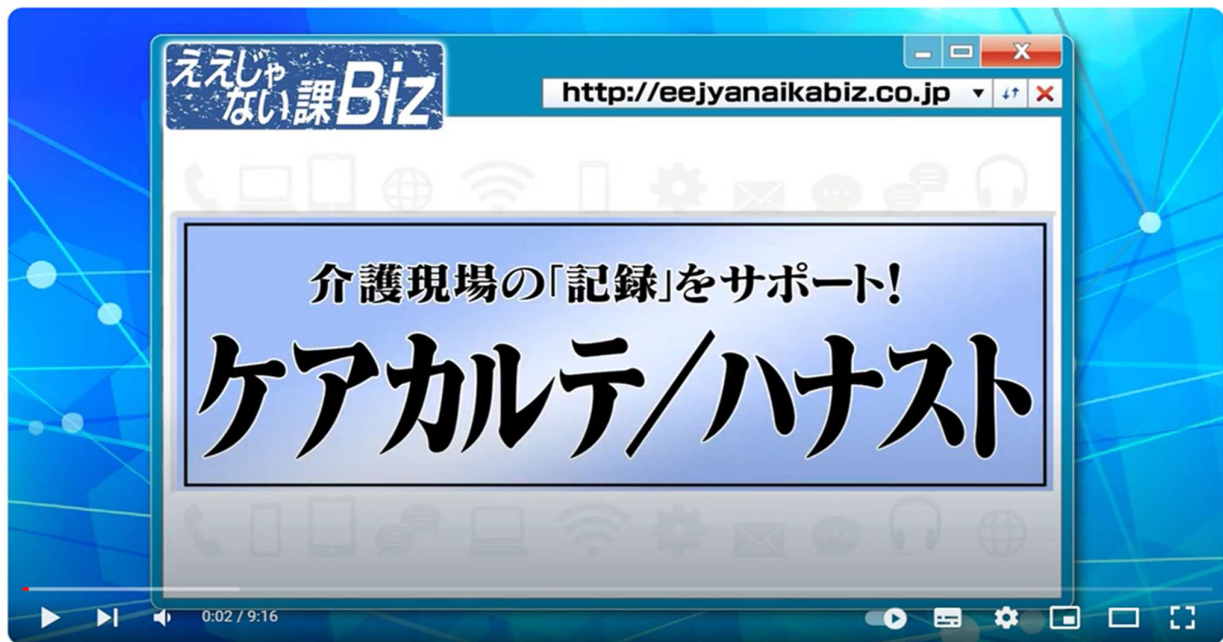 ええじゃ
ない課Biz
http://eejyanaikabiz.co.jp
介護現場の「記録」をサポート!
ケアカルテ/ハナスト
0:02 / 9:16